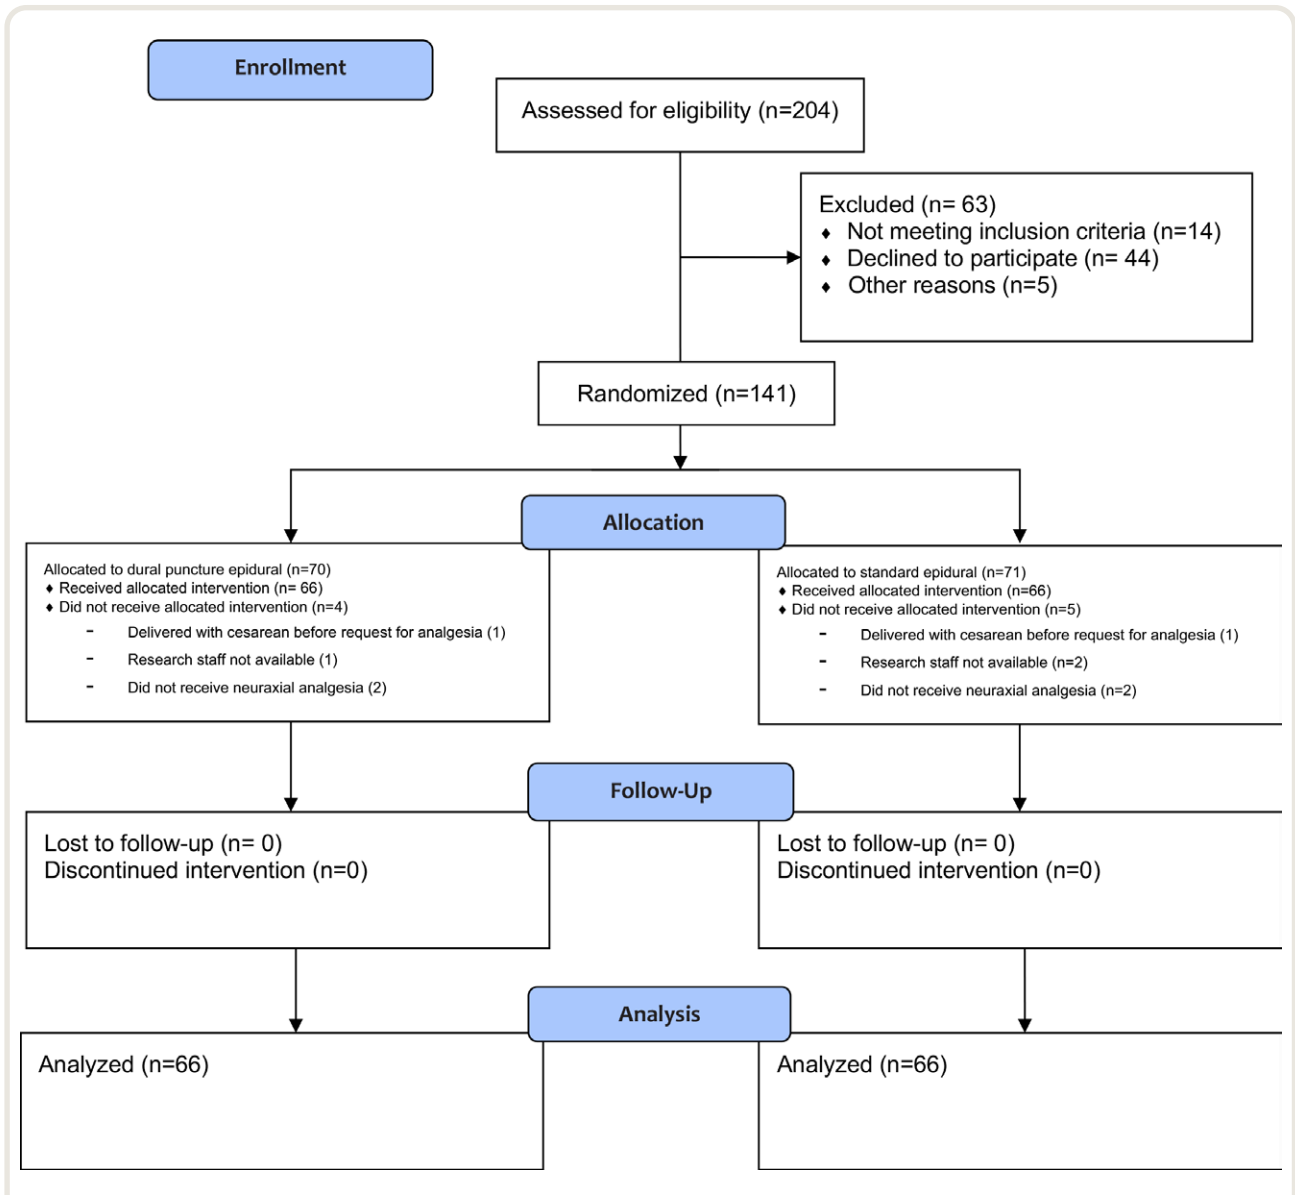 Enrollment
Assessed for eligibility (n=204)
Excluded (n= 63)
♦ Not meeting inclusion criteria (n=14)
♦ Declined to participate (n= 44)
♦ Other reasons (n=5)
Randomized (n=141)
Allocation
Allocated to dural puncture epidural (n=70)
♦ Received allocated intervention (n= 66)
♦ Did not receive allocated intervention (n=4)
- Delivered with cesarean before request for analgesia (1)
- Research staff not available (1)
- Did not receive neuraxial analgesia (2)
Allocated to standard epidural (n=71)
♦ Received allocated intervention (n=66)
♦ Did not receive allocated intervention (n=5)
- Delivered with cesarean before request for analgesia (1)
- Research staff not available (n=2)
- Did not receive neuraxial analgesia (n=2)
Follow-Up
Lost to follow-up (n= 0)
Discontinued intervention (n=0)
Lost to follow-up (n= 0)
Discontinued intervention (n=0)
Analysis
Analyzed (n=66)
Analyzed (n=66)